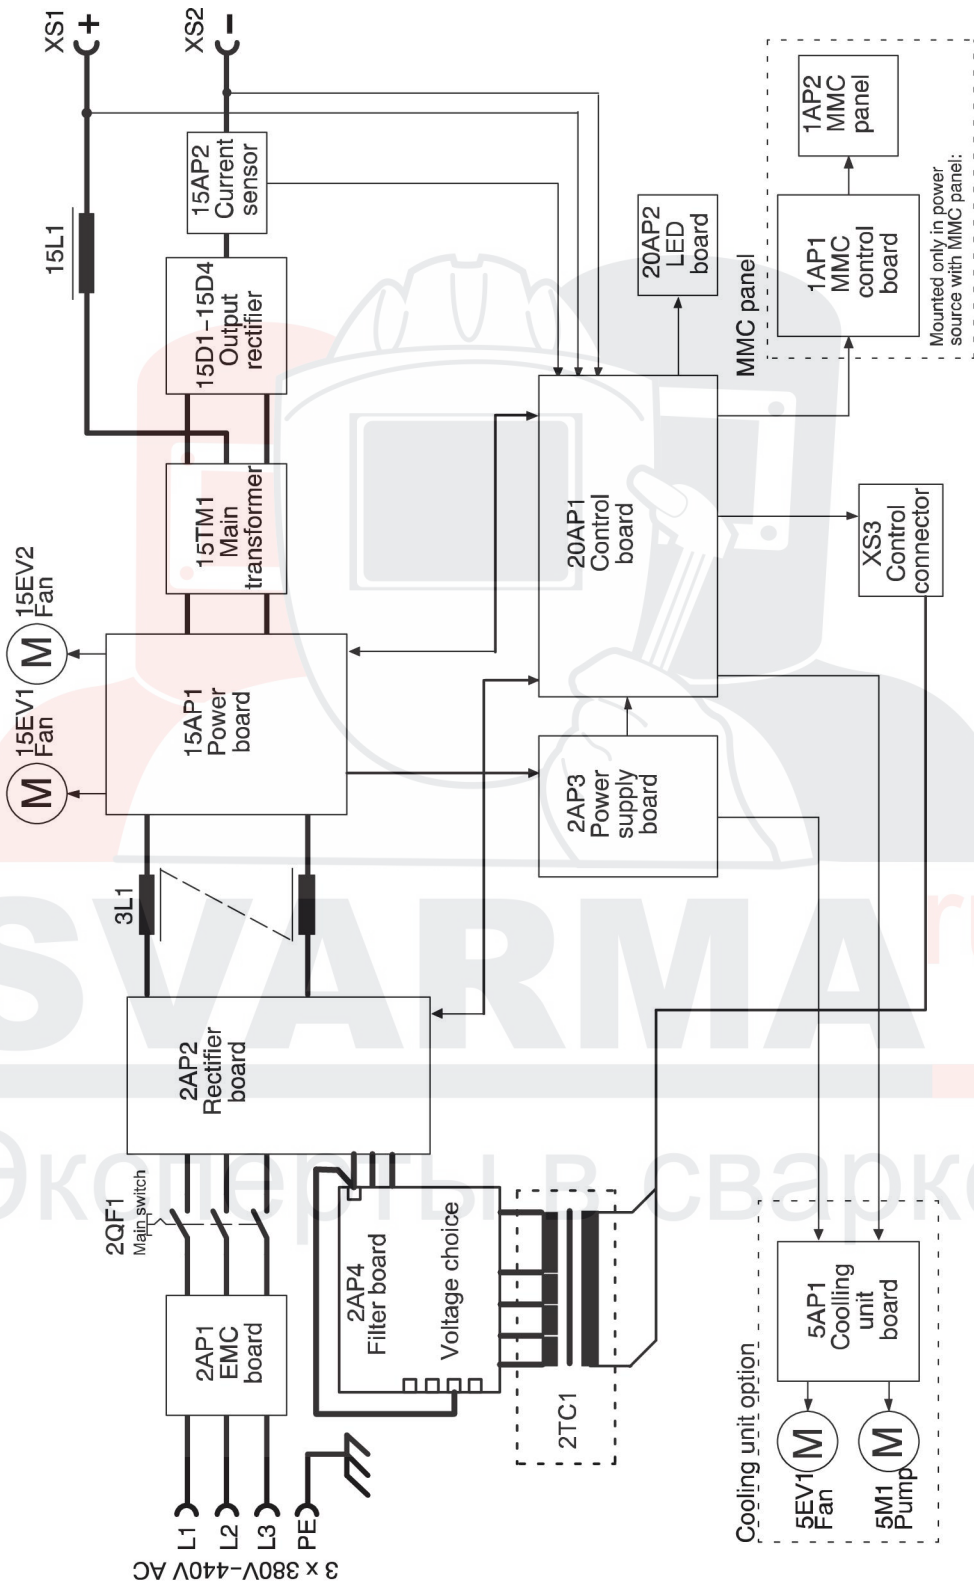 XS1
+
XS2
−
15L1
15AP2
Current
sensor
15D1−15D4
Output
rectifier
15TM1
Main
transformer
15EV2
Fan
M
15EV1
Fan
M
15AP1
Power
board
3L1
2AP2
Rectifier
board
2QF1
Main switch
2AP1
EMC
board
L1
L2
L3
PE
3 x 380V−440V AC
2AP4
Filter board
Voltage choice
2TC1
2AP3
Power
supply
board
20AP1
Control
board
20AP2
LED
board
MMC panel
1AP2
MMC
panel
1AP1
MMC
control
board
Mounted only in power
source with MMC panel:
XS3
Control
connector
Cooling unit option
5AP1
Coolling
unit
board
M
5EV1
Fan
M
5M1
Pump
SVARMA
ru
Эксперты в сварке